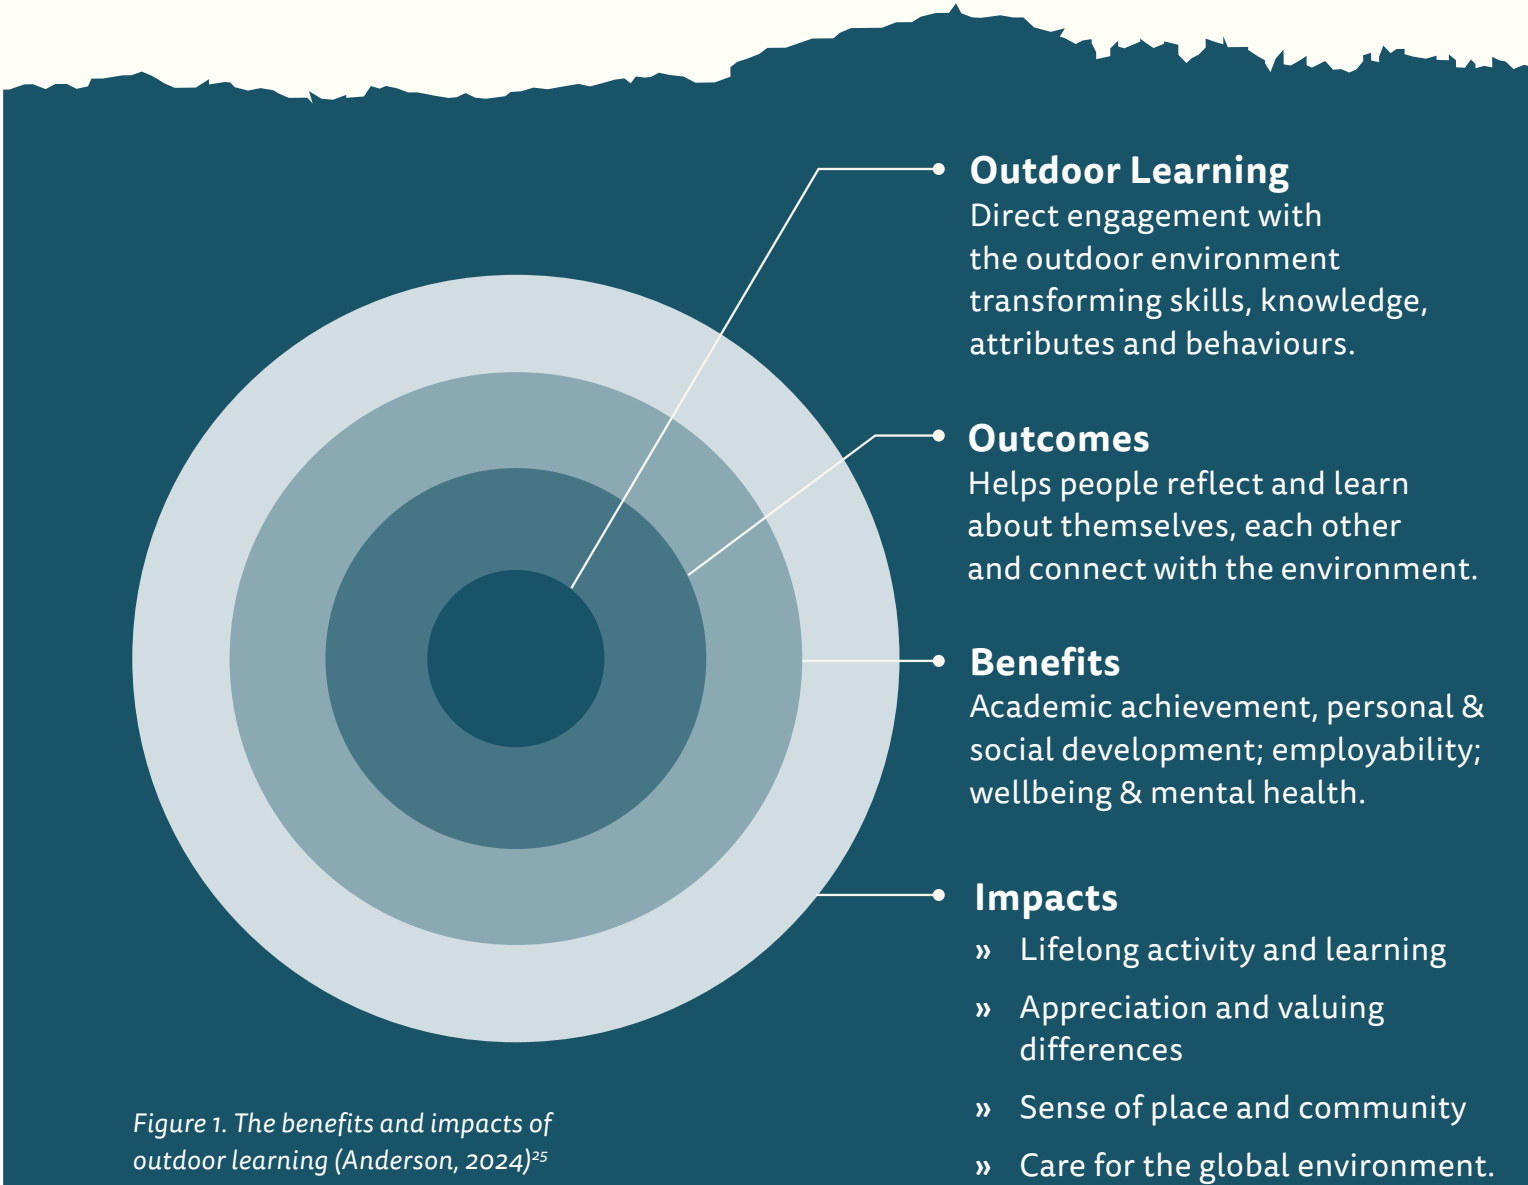 Outdoor Learning
Direct engagement with
the outdoor environment
transforming skills, knowledge,
attributes and behaviours.
Outcomes
Helps people reflect and learn
about themselves, each other
and connect with the environment.
Benefits
Academic achievement, personal &
social development; employability;
wellbeing & mental health.
Impacts
» Lifelong activity and learning
» Appreciation and valuing
differences
» Sense of place and community
» Care for the global environment.
Figure 1. The benefits and impacts of
outdoor learning (Anderson, 2024)²⁵